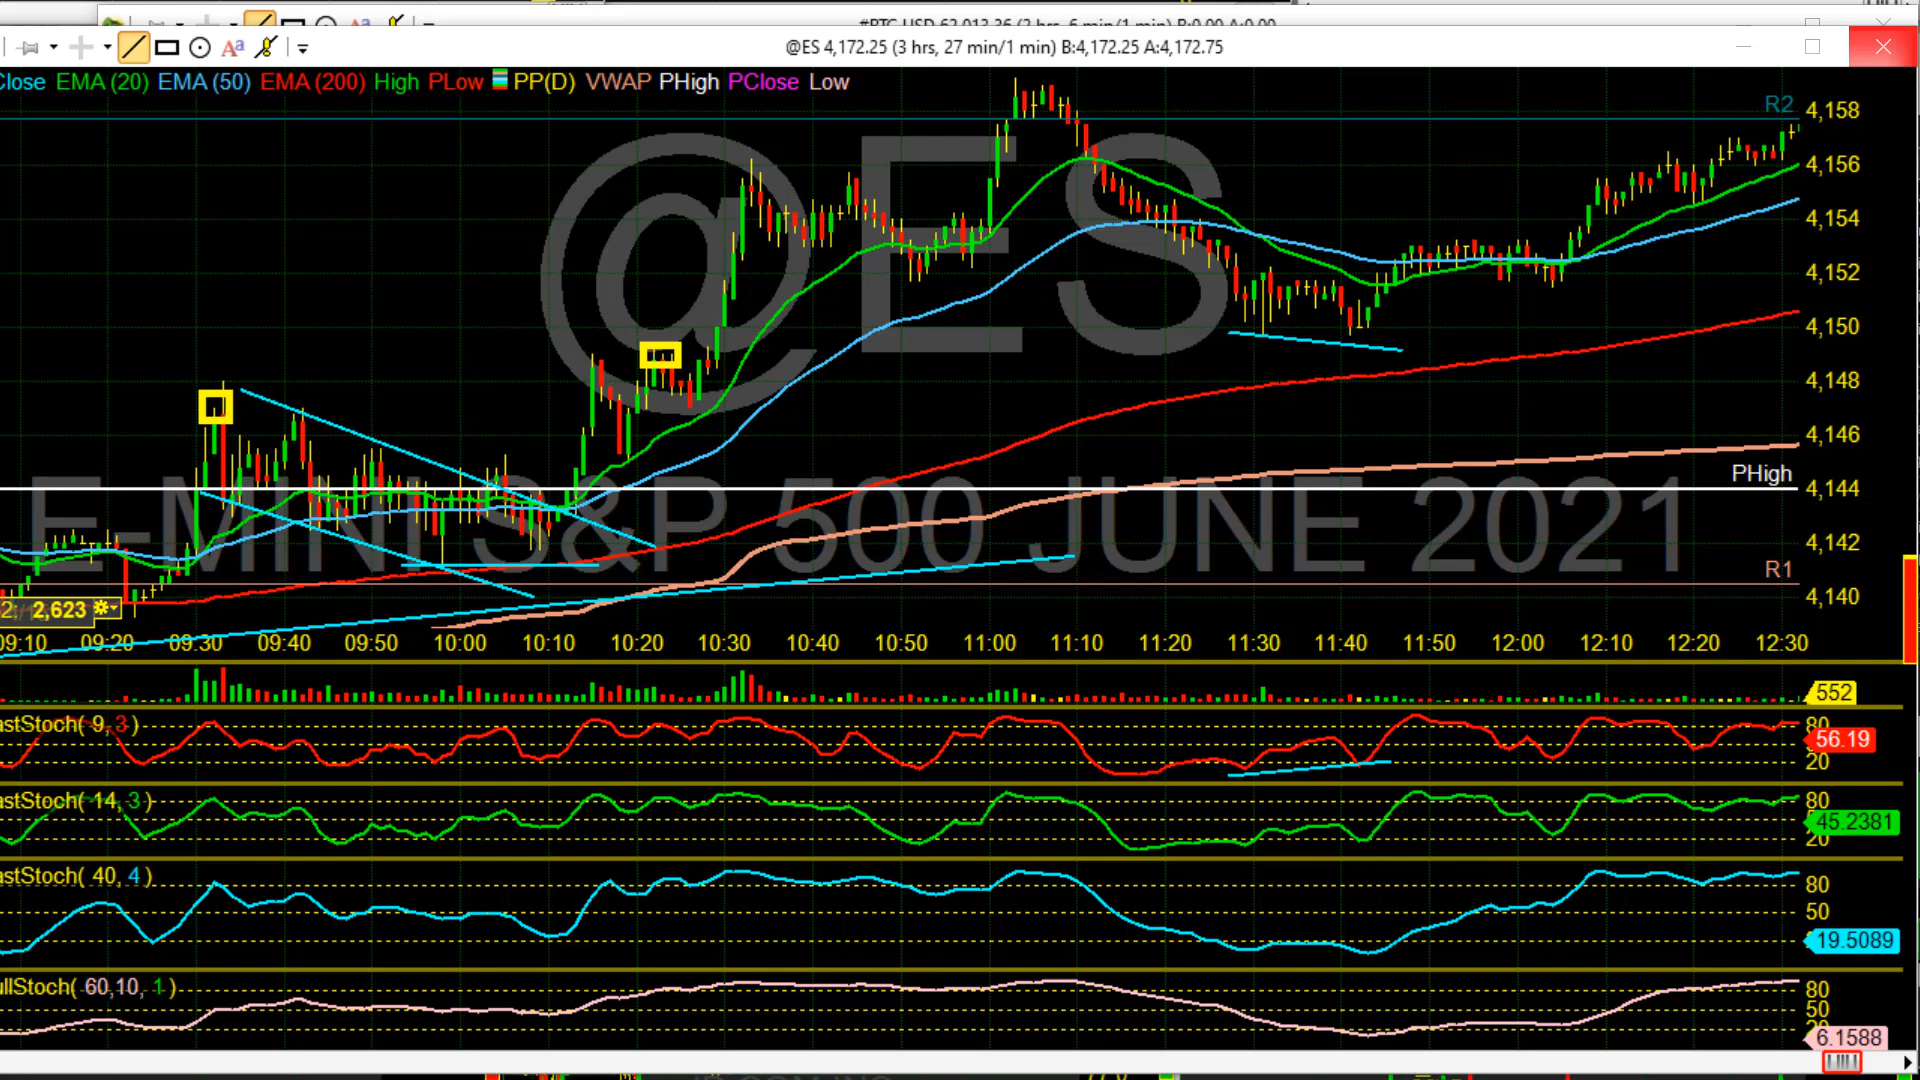 @ES 4,172.25 (3 hrs, 27 min/1 min) B:4,172.25 A:4,172.75
Close EMA (20) EMA (50) EMA (200) High PLow PP(D) VWAP PHigh PClose Low
@ES
E-MINI S&P 500 JUNE 2021
R2
PHigh
R1
4,158
4,156
4,154
4,152
4,150
4,148
4,146
4,144
4,142
4,140
2,623
09:10 09:20 09:30 09:40 09:50 10:00 10:10 10:20 10:30 10:40 10:50 11:00 11:10 11:20 11:30 11:40 11:50 12:00 12:10 12:20 12:30
552
astStoch( 9, 3 )
80
56.19
20
astStoch( 14, 3 )
80
45.2381
20
astStoch( 40, 4 )
80
50
19.5089
ullStoch( 60,10, 1 )
80
50
6.1588